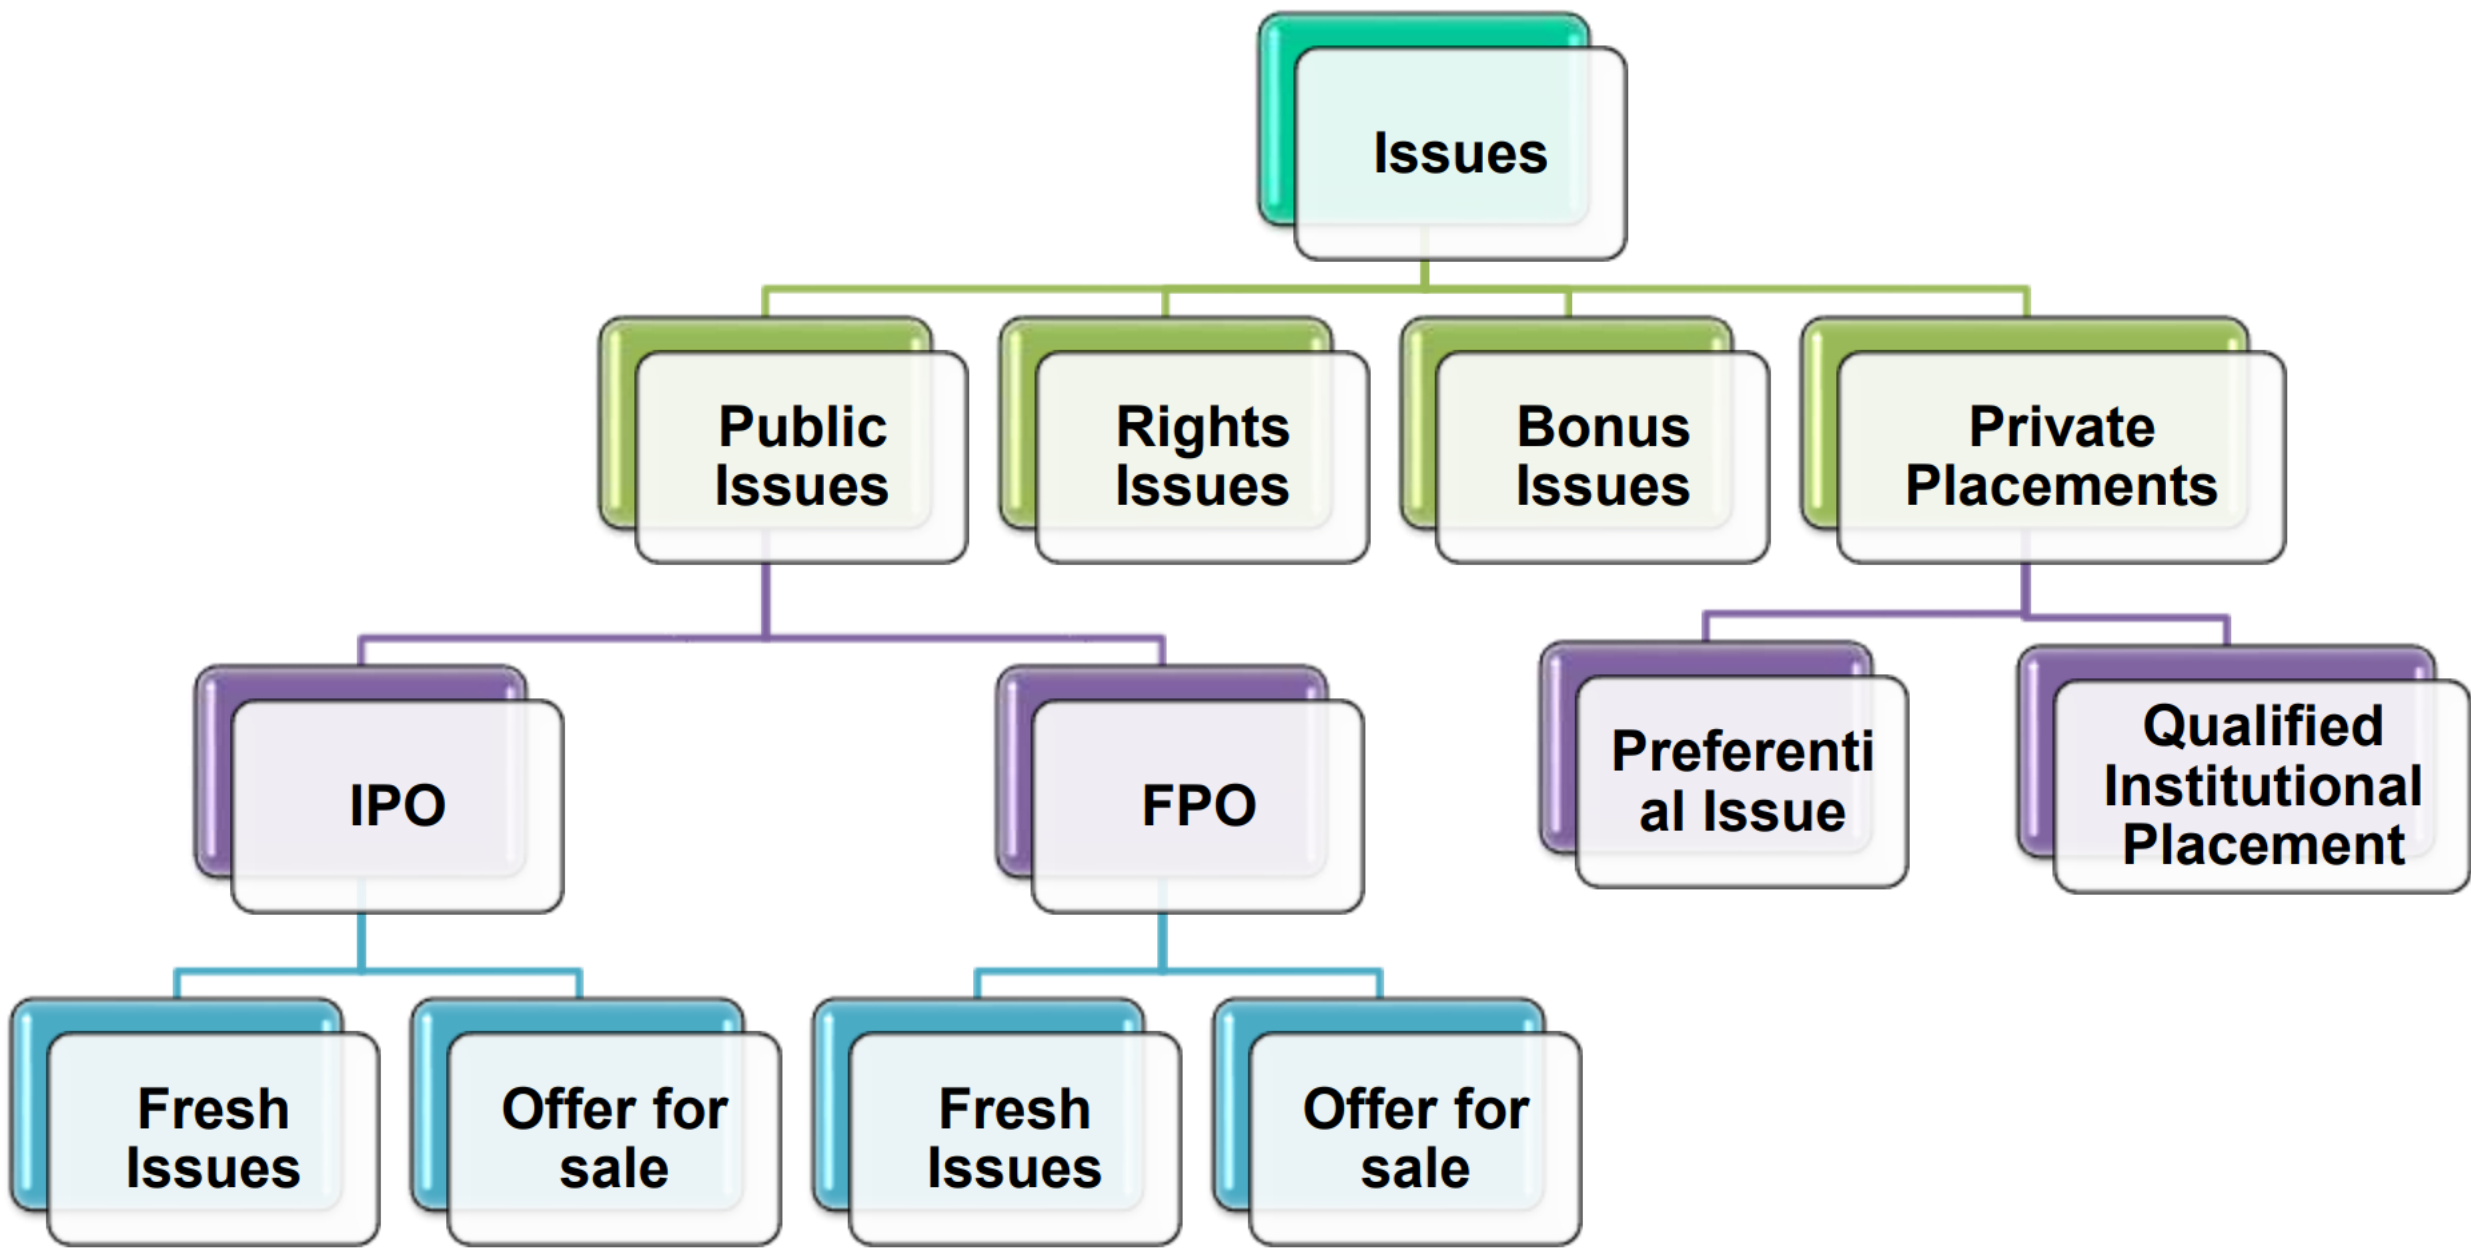 Issues
Public
Issues
Rights
Issues
Bonus
Issues
Private
Placements
IPO
FPO
Preferenti
al Issue
Qualified
Institutional
Placement
Fresh
Issues
Offer for
sale
Fresh
Issues
Offer for
sale